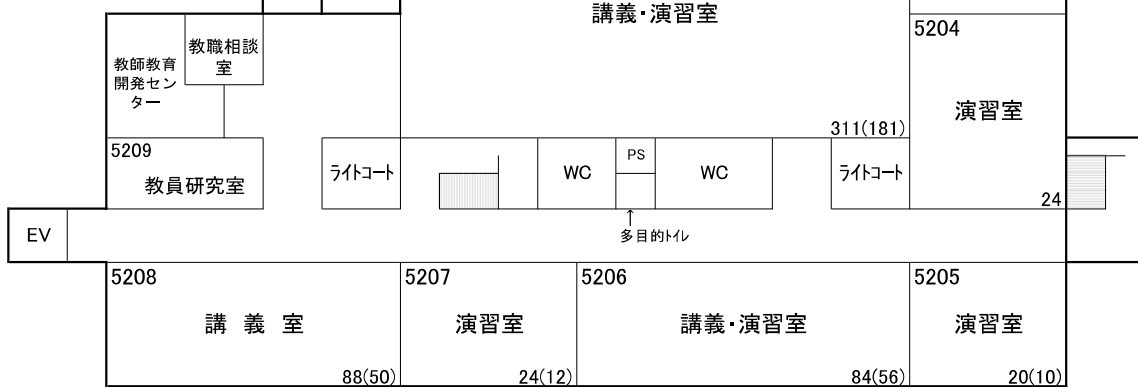 講義・演習室
5204
教職相談
室
教師教育
開発セン
ター
演習室
311(181)
5209
教員研究室
ライトコート
WC
PS
WC
ライトコート
24
EV
多目的トイレ
5208
講 義 室
88(50)
5207
演習室
24(12)
5206
講義・演習室
84(56)
5205
演習室
20(10)